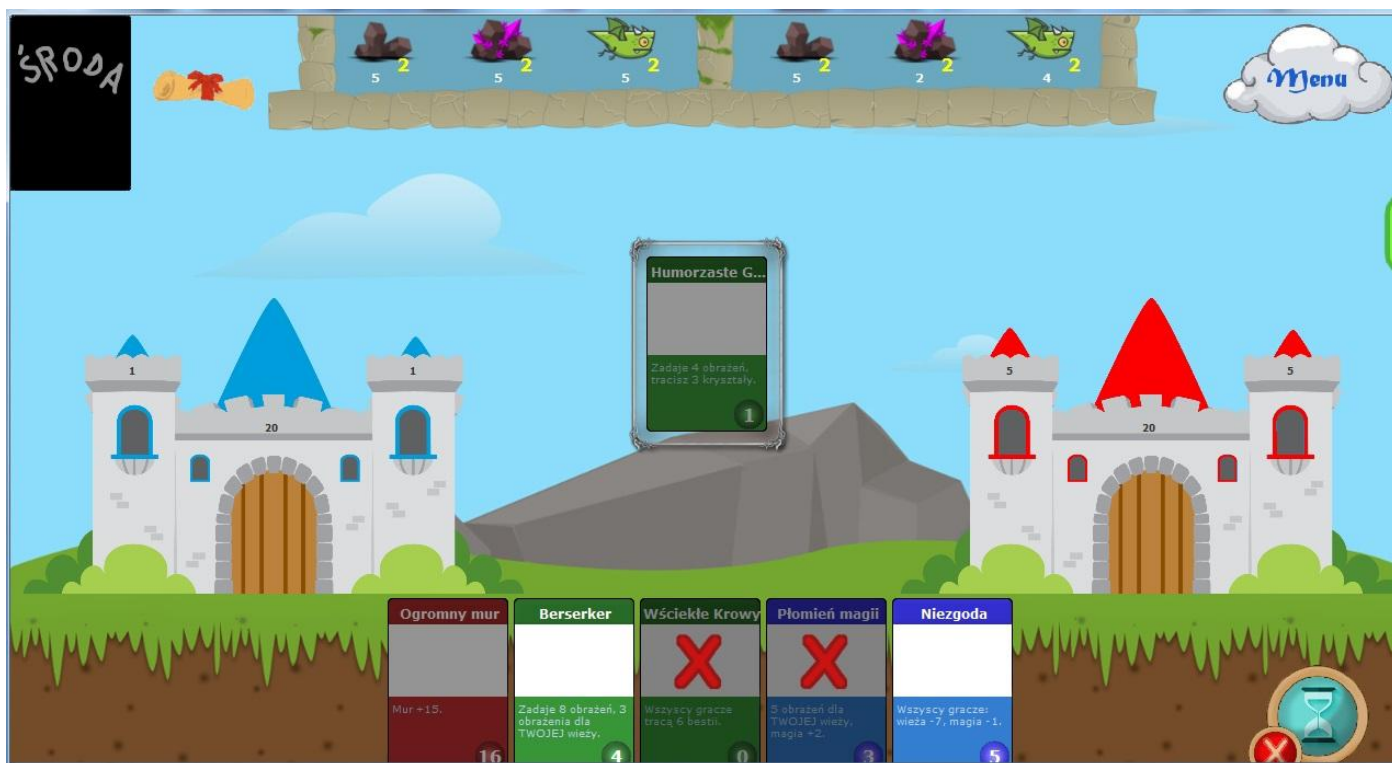 ŚRODA
2 2 2 2 2 2
5 5 5 5 2 4
Menu
Humorzaste G...
Zadaje 4 obrażeń,
tracisz 3 kryształy.
1
1 1
20
5 5
20
Ogromny mur
Mur +15.
16
Berserker
Zadaje 8 obrażeń, 3
obrażenia dla
TWOJEJ wieży.
4
Wściekłe Krowy
Wszyscy gracze
tracą 6 bestii.
0
Płomień magii
5 obrażeń dla
TWOJEJ wieży,
magia +2.
3
Niezgoda
Wszyscy gracze:
wieża -7, magia -1.
5